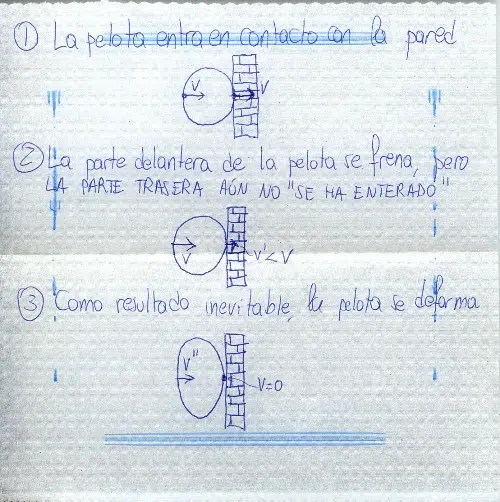 ① La pelota entra en contacto con la pared
V V
② La parte delantera de la pelota se frena, pero
LA PARTE TRASERA AÚN NO "SE HA ENTERADO"
V V'<V
③ Como resultado inevitable, la pelota se deforma
V"
V=0